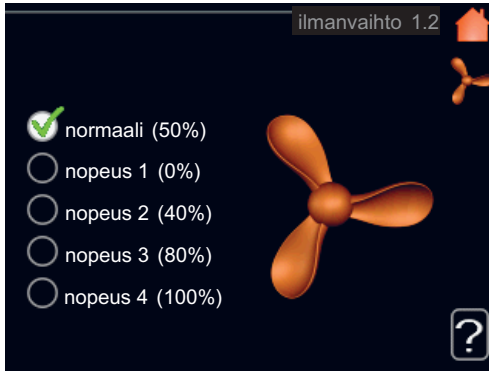 ilmanvaihto 1.2
normaali (50%)
nopeus 1 (0%)
nopeus 2 (40%)
nopeus 3 (80%)
nopeus 4 (100%)
?